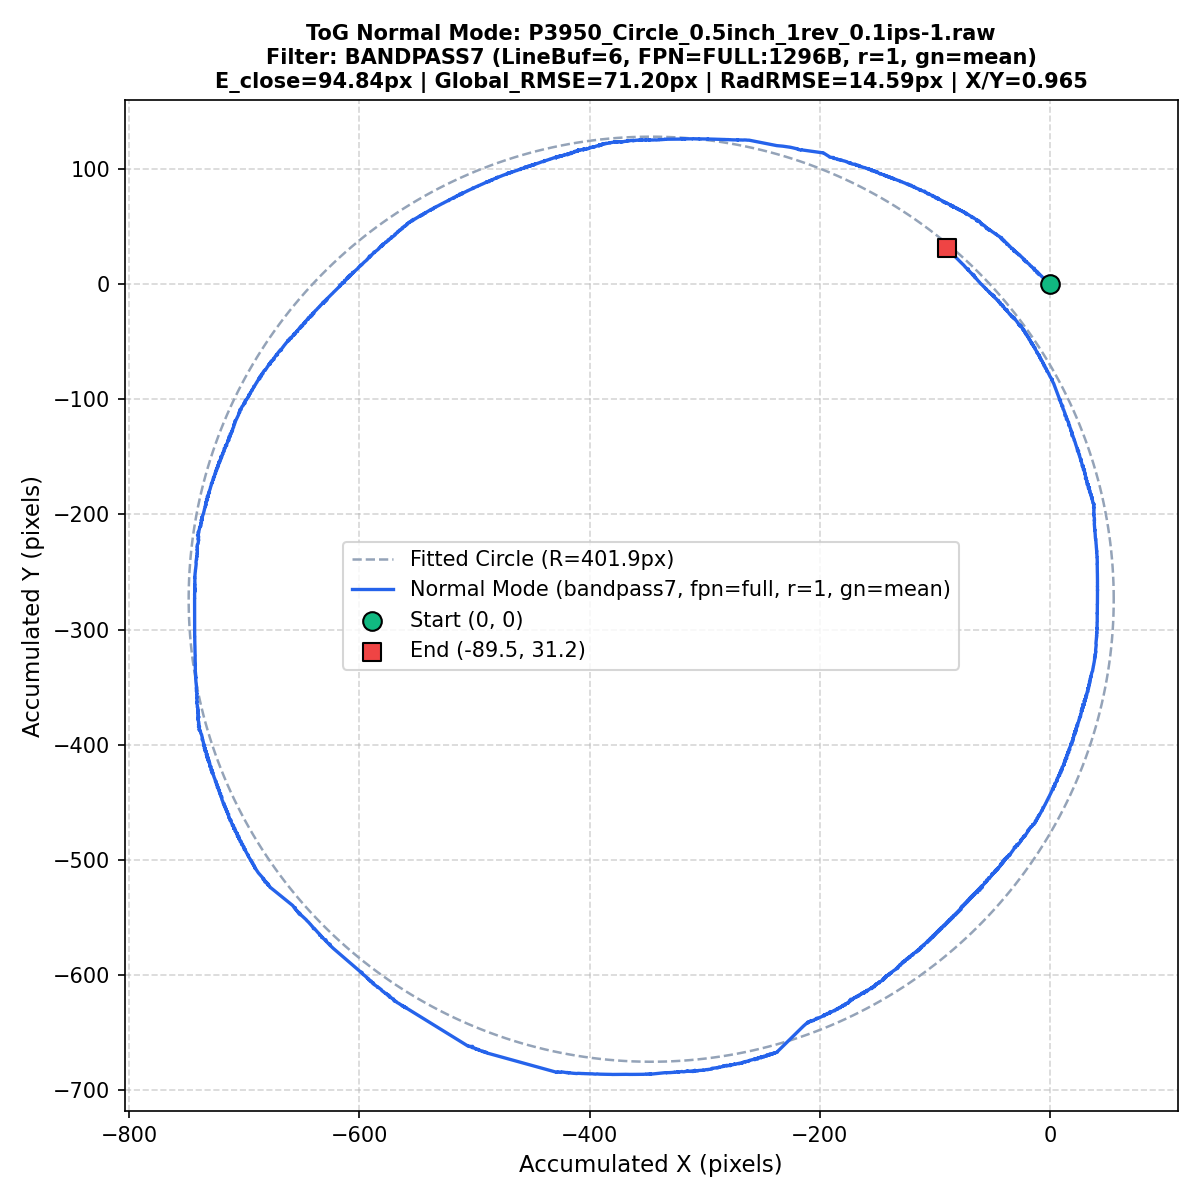 ToG Normal Mode: P3950_Circle_0.5inch_1rev_0.1ips-1.raw
Filter: BANDPASS7 (LineBuf=6, FPN=FULL:1296B, r=1, gn=mean)
E_close=94.84px | Global_RMSE=71.20px | RadRMSE=14.59px | X/Y=0.965
Accumulated Y (pixels)
100
0
−100
−200
−300
−400
−500
−600
−700
Fitted Circle (R=401.9px)
Normal Mode (bandpass7, fpn=full, r=1, gn=mean)
Start (0, 0)
End (-89.5, 31.2)
−800
−600
−400
−200
0
Accumulated X (pixels)